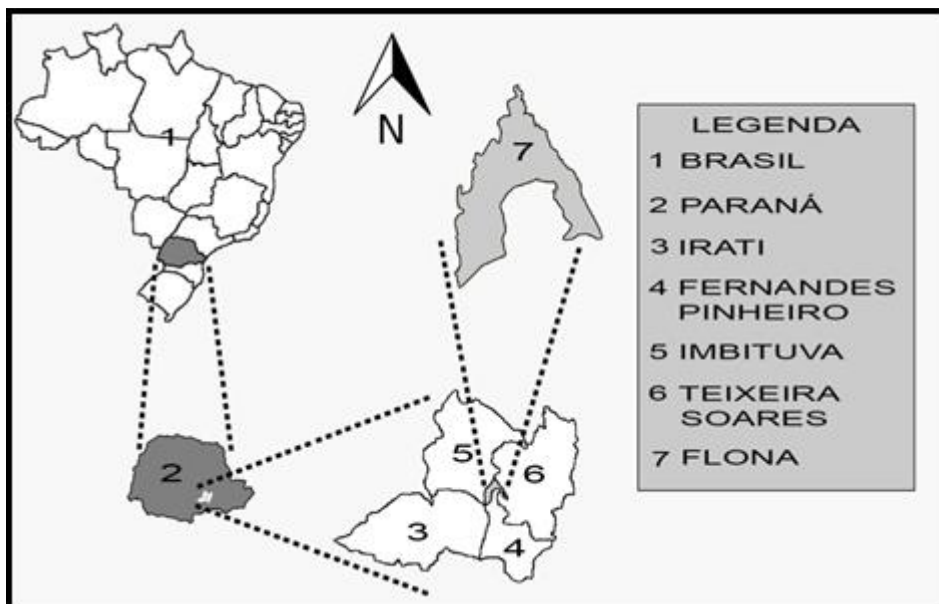 1
N
7
2
5
6
3
4
LEGENDA
1 BRASIL
2 PARANÁ
3 IRATI
4 FERNANDES
PINHEIRO
5 IMBITUVA
6 TEIXEIRA
SOARES
7 FLONA